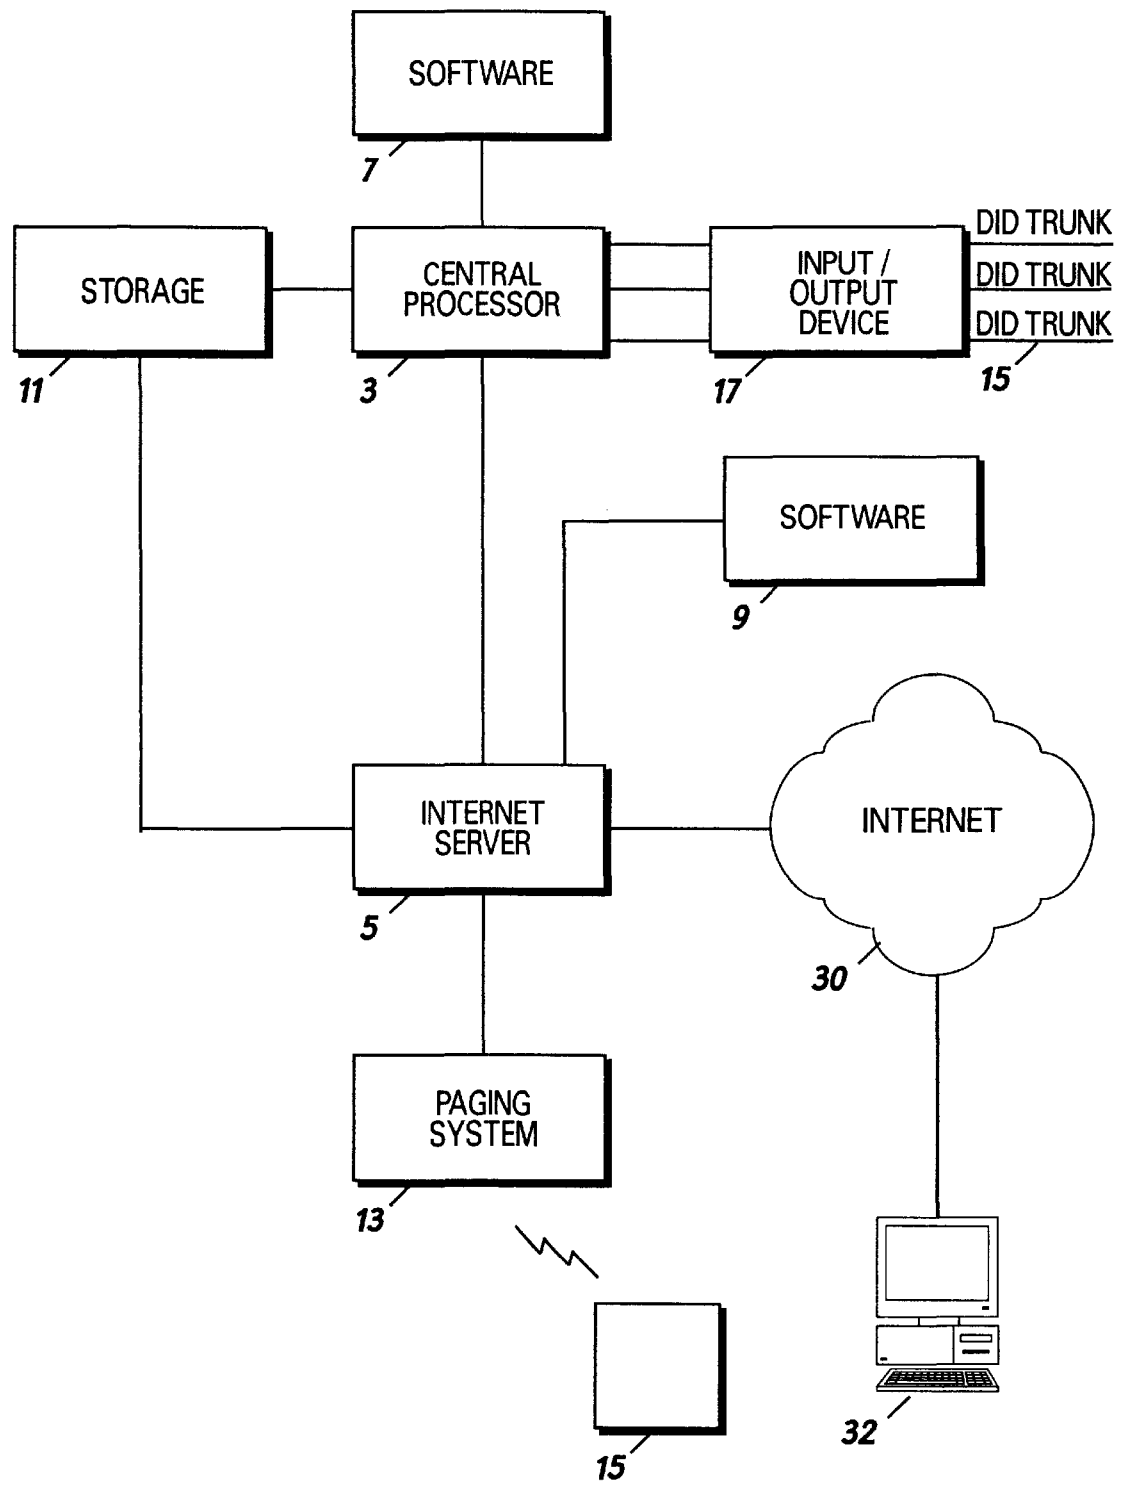 SOFTWARE
7
DID TRUNK
STORAGE
CENTRAL
PROCESSOR
INPUT /
OUTPUT
DEVICE
DID TRUNK
DID TRUNK
11
3
17
15
SOFTWARE
9
INTERNET
SERVER
INTERNET
5
30
PAGING
SYSTEM
13
32
15